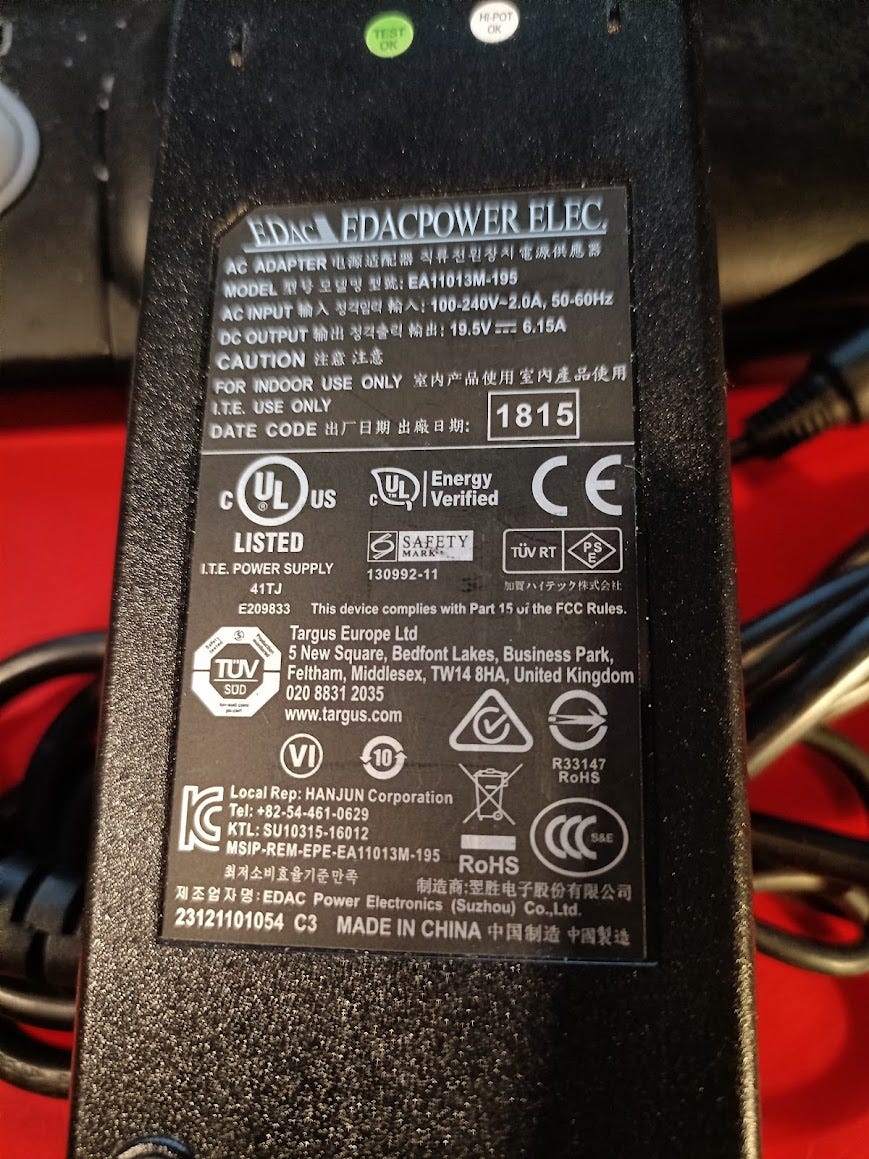 TEST
OK
HI-POT
OK
EDAC EDACPOWER ELEC.
AC ADAPTER 电源适配器 직류전원장치 電源供應器
MODEL 型号 모델명 型號: EA11013M-195
AC INPUT 输入 정격입력 輸入: 100-240V~2.0A, 50-60Hz
DC OUTPUT 输出 정격출력 輸出: 19.5V 6.15A
CAUTION 注意 注意
FOR INDOOR USE ONLY 室内产品使用 室內產品使用
I.T.E. USE ONLY
DATE CODE 出厂日期 出廠日期: 1815
C UL ® US
LISTED
I.T.E. POWER SUPPLY
41TJ
E209833
C UL TM Energy
Verified
CE
SAFETY
MARK
130992-11
TÜV RT PSE
加賀ハイテック株式会社
This device complies with Part 15 of the FCC Rules.
TÜV
SÜD
Targus Europe Ltd
5 New Square, Bedfont Lakes, Business Park,
Feltham, Middlesex, TW14 8HA, United Kingdom
020 8831 2035
www.targus.com
VI
10
R33147
RoHS
Local Rep: HANJUN Corporation
Tel: +82-54-461-0629
KTL: SU10315-16012
MSIP-REM-EPE-EA11013M-195
최저소비효율기준만족
RoHS
CCC S&E
制造商:翌胜电子股份有限公司
제조업자명: EDAC Power Electronics (Suzhou) Co.,Ltd.
23121101054 C3 MADE IN CHINA 中国制造 中國製造